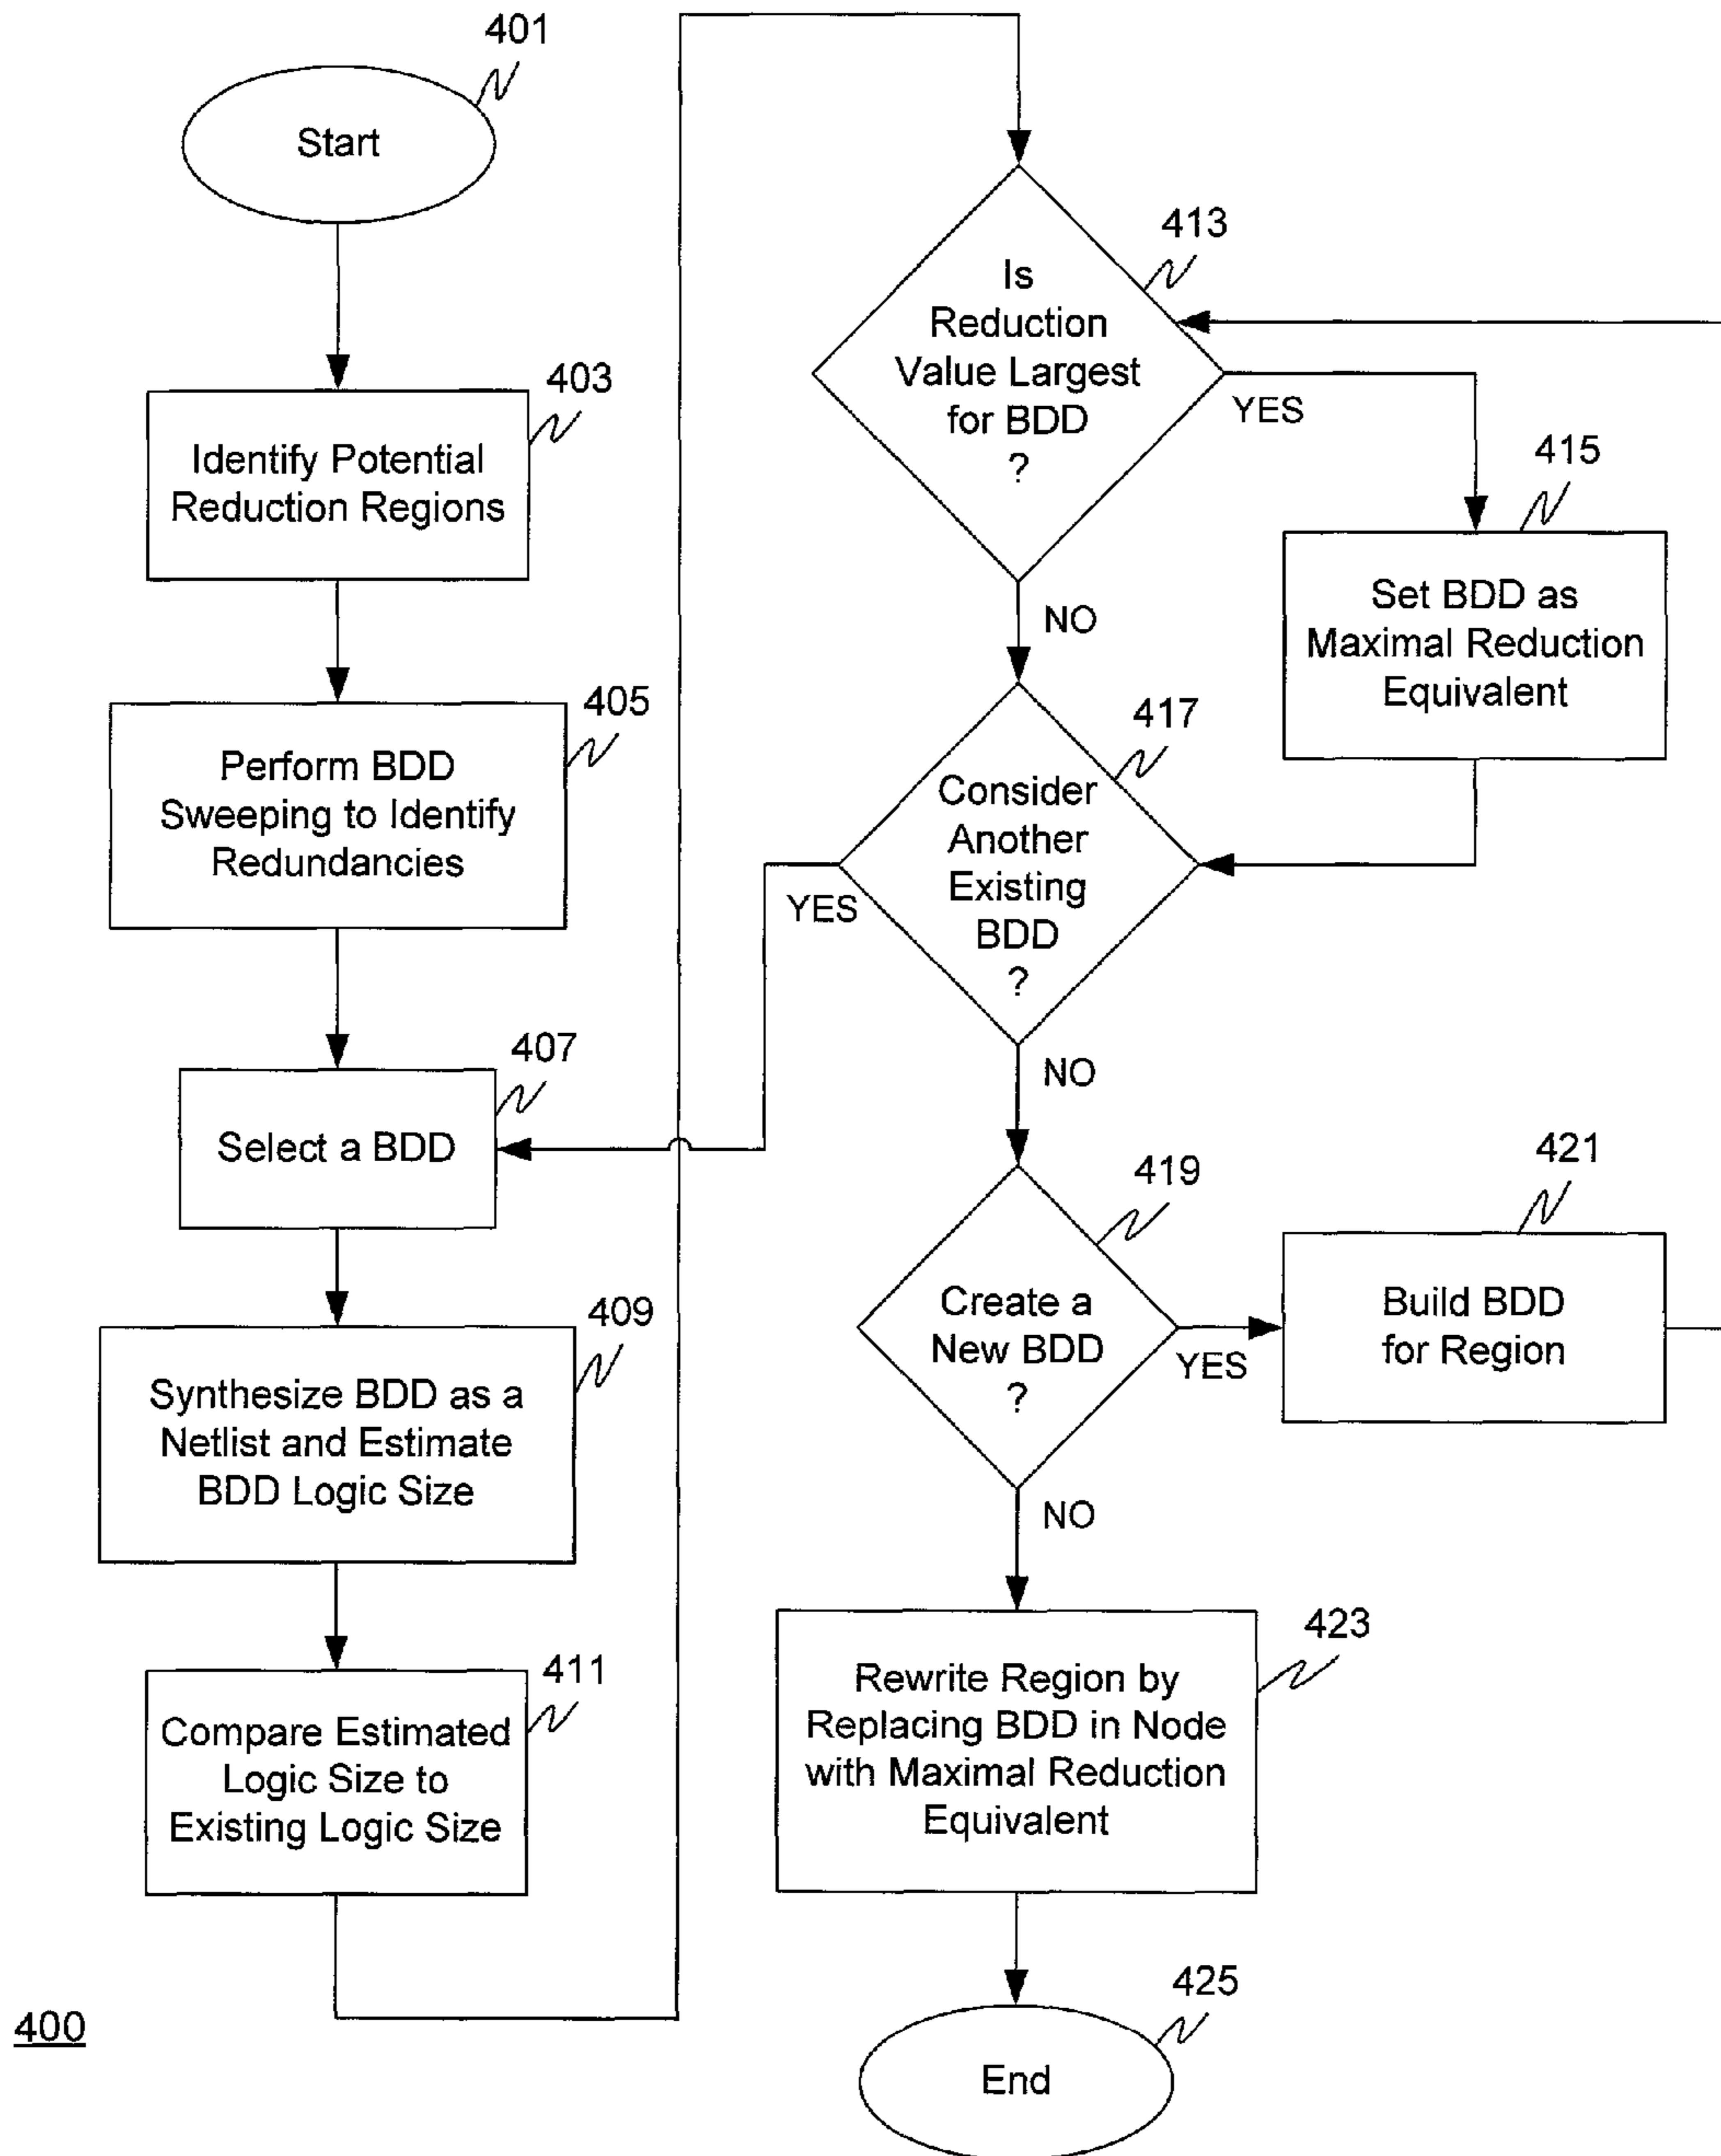 401
Start
403
Identify Potential
Reduction Regions
405
Perform BDD
Sweeping to Identify
Redundancies
407
Select a BDD
409
Synthesize BDD as a
Netlist and Estimate
BDD Logic Size
411
Compare Estimated
Logic Size to
Existing Logic Size
400
413
Is
Reduction
Value Largest
for BDD
?
YES
NO
415
Set BDD as
Maximal Reduction
Equivalent
417
Consider
Another
Existing
BDD
?
YES
NO
419
Create a
New BDD
?
YES
NO
421
Build BDD
for Region
423
Rewrite Region by
Replacing BDD in Node
with Maximal Reduction
Equivalent
425
End